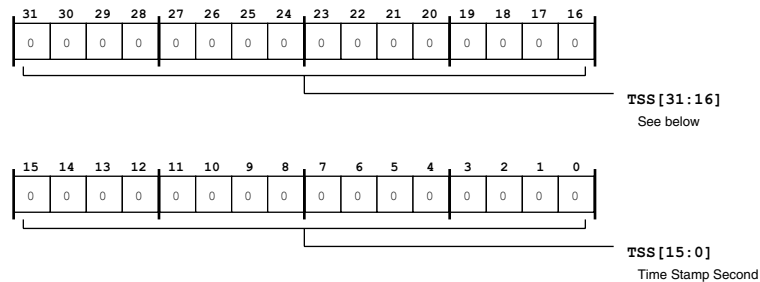 31 30 29 28 27 26 25 24 23 22 21 20 19 18 17 16
0 0 0 0 0 0 0 0 0 0 0 0 0 0 0 0
TSS[31:16]
See below
15 14 13 12 11 10 9 8 7 6 5 4 3 2 1 0
0 0 0 0 0 0 0 0 0 0 0 0 0 0 0 0
TSS[15:0]
Time Stamp Second